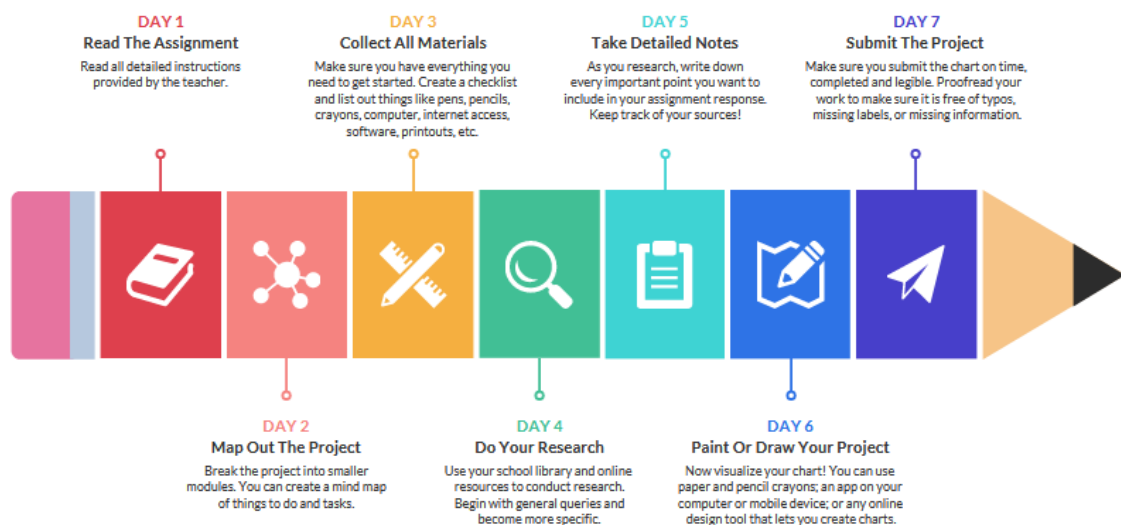 DAY 1
Read The Assignment
Read all detailed instructions
provided by the teacher.
DAY 3
Collect All Materials
Make sure you have everything you
need to get started. Create a checklist
and list out things like pens, pencils,
crayons, computer, internet access,
software, printouts, etc.
DAY 5
Take Detailed Notes
As you research, write down
every important point you want to
include in your assignment response.
Keep track of your sources!
DAY 7
Submit The Project
Make sure you submit the chart on time,
completed and legible. Proofread your
work to make sure it is free of typos,
missing labels, or missing information.
DAY 2
Map Out The Project
Break the project into smaller
modules. You can create a mind map
of things to do and tasks.
DAY 4
Do Your Research
Use your school library and online
resources to conduct research.
Begin with general queries and
become more specific.
DAY 6
Paint Or Draw Your Project
Now visualize your chart! You can use
paper and pencil crayons; an app on your
computer or mobile device; or any online
design tool that lets you create charts.